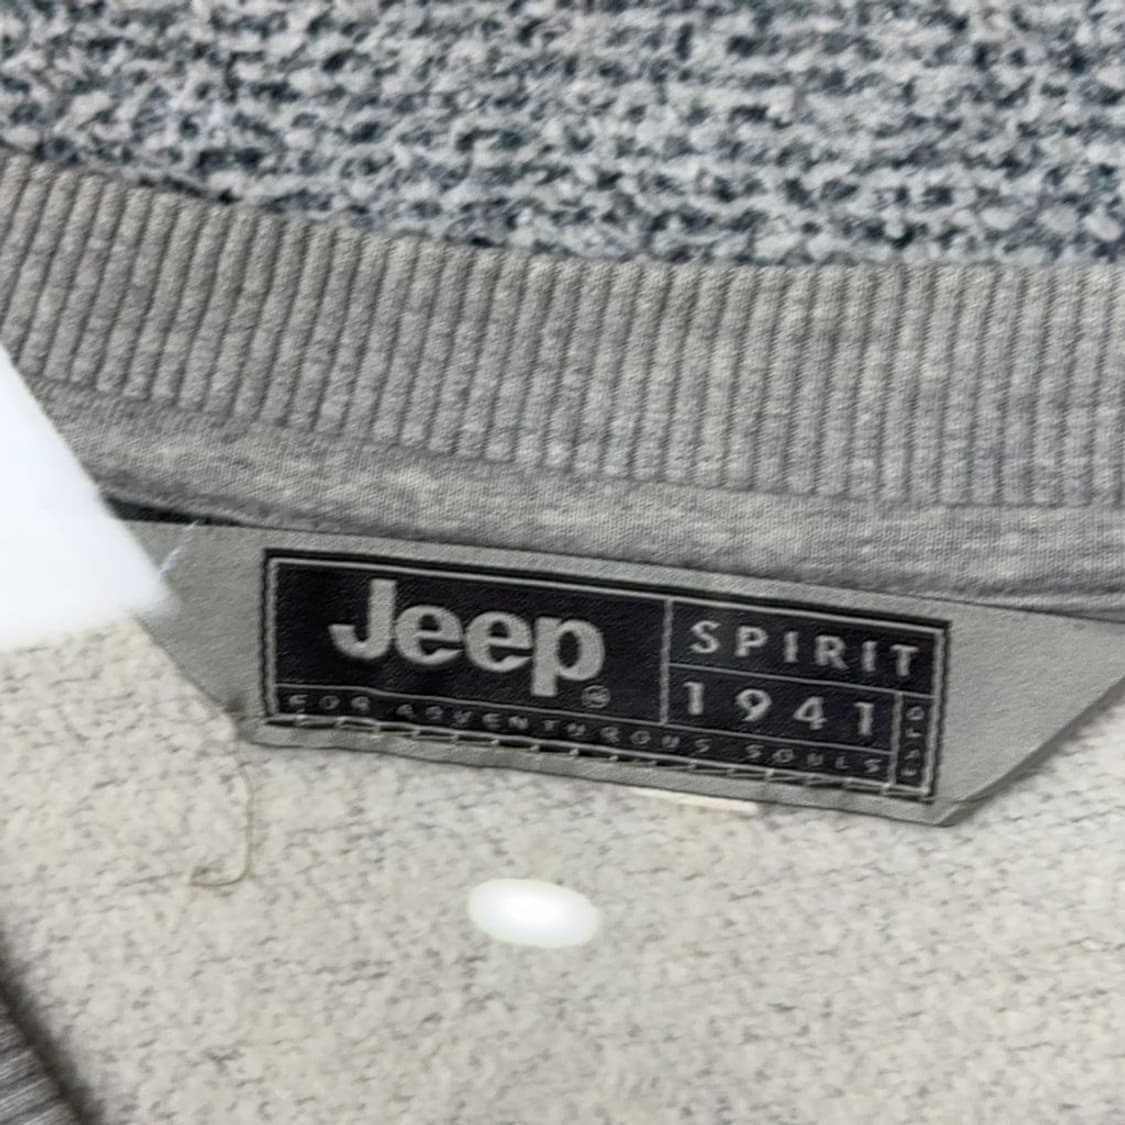 Jeep®
SPIRIT
1941
FOR ADVENTUROUS SOULS